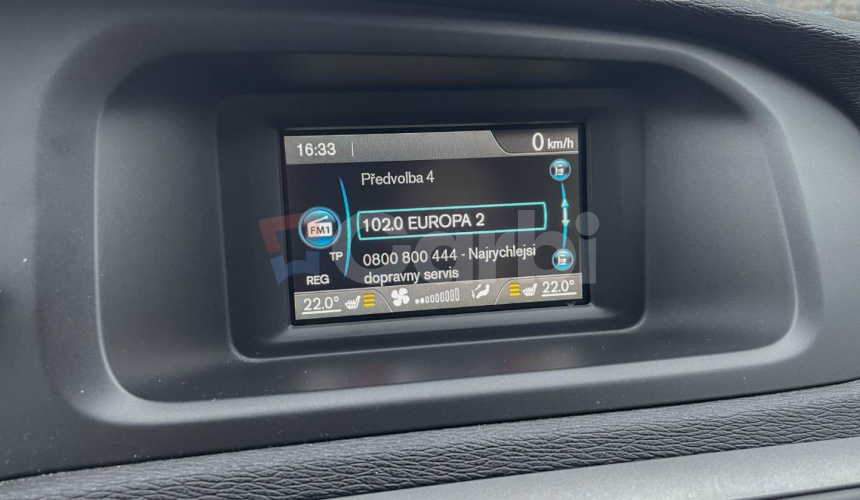 16:33
0 km/h
Předvolba 4
FM1
102.0 EUROPA 2
TP
0800 800 444 - Najrychlejsi
dopravny servis
REG
22.0°
22.0°
Garbi